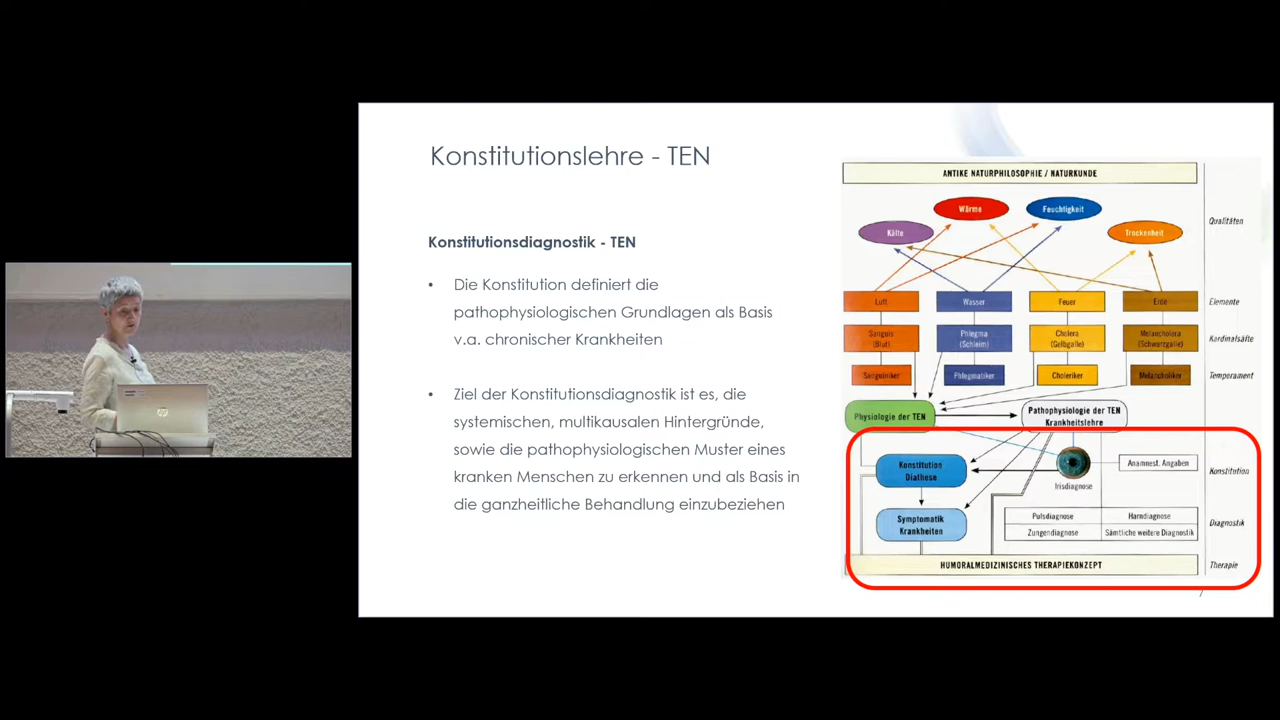 Konstitutionslehre - TEN
Konstitutionsdiagnostik - TEN
• Die Konstitution definiert die
pathophysiologischen Grundlagen als Basis
v.a. chronischer Krankheiten
• Ziel der Konstitutionsdiagnostik ist es, die
systemischen, multikausalen Hintergründe,
sowie die pathophysiologischen Muster eines
kranken Menschen zu erkennen und als Basis in
die ganzheitliche Behandlung einzubeziehen
ANTIKE NATURPHILOSOPHIE / NATURKUNDE
Wärme
Feuchtigkeit
Kälte
Trockenheit
Qualitäten
Luft
Wasser
Feuer
Erde
Elemente
Sanguis
(Blut)
Phlegma
(Schleim)
Cholera
(Gelbgalle)
Melancholera
(Schwarzgalle)
Kardinalsäfte
Sanguiniker
Phlegmatiker
Choleriker
Melancholiker
Temperament
Physiologie der TEN
Pathophysiologie der TEN
Krankheitslehre
Konstitution
Diathese
Irisdiagnose
Anamnest. Angaben
Konstitution
Symptomatik
Krankheiten
Pulsdiagnose
Harndiagnose
Zungendiagnose
Sämtliche weitere Diagnostik
Diagnostik
HUMORALMEDIZINISCHES THERAPIEKONZEPT
Therapie
hp